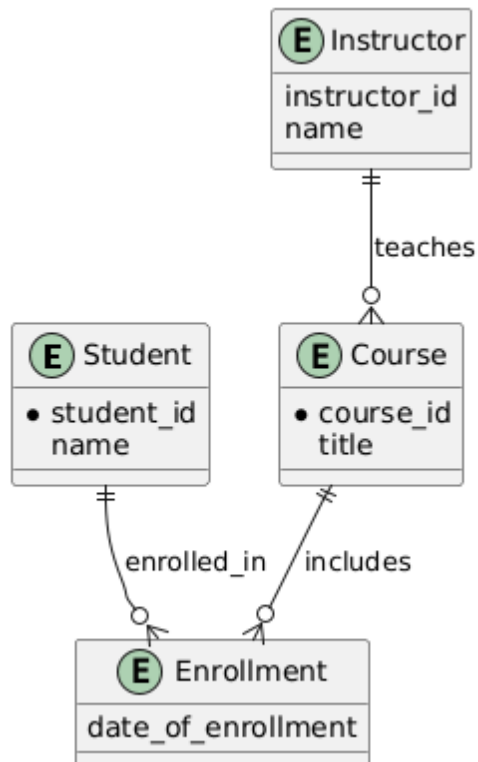 E Instructor
instructor_id
name
teaches
E Student
• student_id
name
E Course
• course_id
title
enrolled_in
includes
E Enrollment
date_of_enrollment